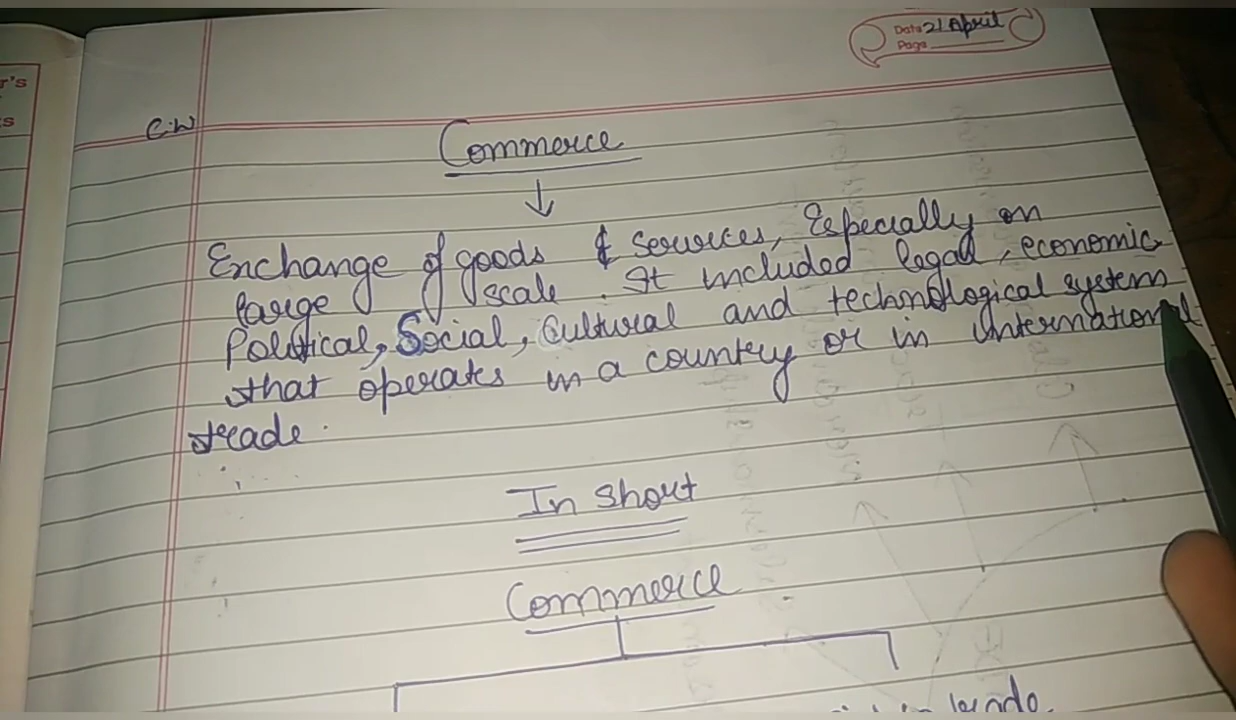 r's
s
Date 21 April
Page
C.W
Commerce
Enchange of goods & services, Especially on
large scale. It included legal, economic
Political, Social, Cultural and technological system
that operates in a country or in International
trade.
In Short
Commerce